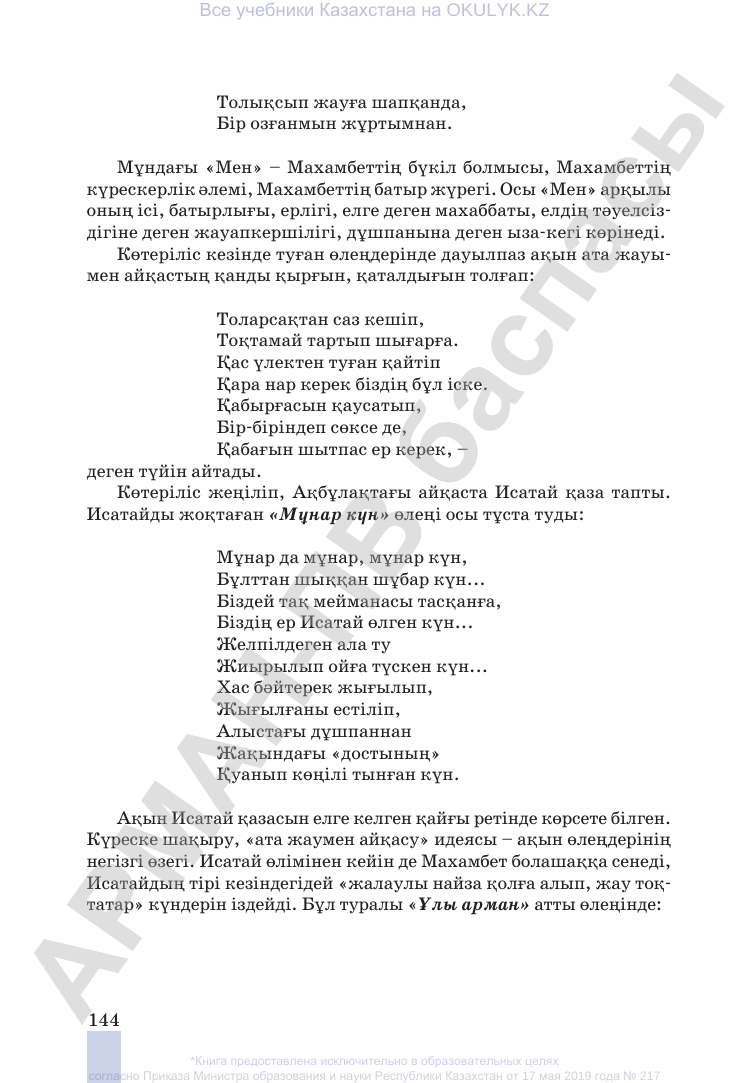 Все учебники Казахстана на OKULYK.KZ
Толықсып жауға шапқанда,
Бір озғанмын жұртымнан.
Мұндағы «Мен» – Махамбеттің бүкіл болмысы, Махамбеттің
күрескерлік әлемі, Махамбеттің батыр жүрегі. Осы «Мен» арқылы
оның ісі, батырлығы, ерлігі, елге деген махаббаты, елдің тәуелсіз-
дігіне деген жауапкершілігі, дұшпанына деген ыза-кегі көрінеді.
Көтеріліс кезінде туған өлеңдерінде дауылпаз ақын ата жауы-
мен айқастың қанды қырғын, қаталдығын толғап:
Толарсақтан саз кешіп,
Тоқтамай тартып шығарға.
Қас үлектен туған қайтіп
Қара нар керек біздің бұл іске.
Қабырғасын қаусатып,
Бір-біріндеп сөксе де,
Қабағын шытпас ер керек, –
деген түйін айтады.
Көтеріліс жеңіліп, Ақбұлақтағы айқаста Исатай қаза тапты.
Исатайды жоқтаған «Мұнар күн» өлеңі осы тұста туды:
Мұнар да мұнар, мұнар күн,
Бұлттан шыққан шұбар күн...
Біздей тақ мейманасы тасқанға,
Біздің ер Исатай өлген күн...
Желпілдеген ала ту
Жиырылып ойға түскен күн...
Хас бәйтерек жығылып,
Жығылғаны естіліп,
Алыстағы дұшпаннан
Жақындағы «достының»
Қуанып көңілі тынған күн.
Ақын Исатай қазасын елге келген қайғы ретінде көрсете білген.
Күреске шақыру, «ата жаумен айқасу» идеясы – ақын өлеңдерінің
негізгі өзегі. Исатай өлімінен кейін де Махамбет болашаққа сенеді,
Исатайдың тірі кезіндегідей «жалаулы найза қолға алып, жау тоқ-
татар» күндерін іздейді. Бұл туралы «Ұлы арман» атты өлеңінде:
АРМАН-ПВ баспасы
144
*Книга предоставлена исключительно в образовательных целях
согласно Приказа Министра образования и науки Республики Казахстан от 17 мая 2019 года № 217